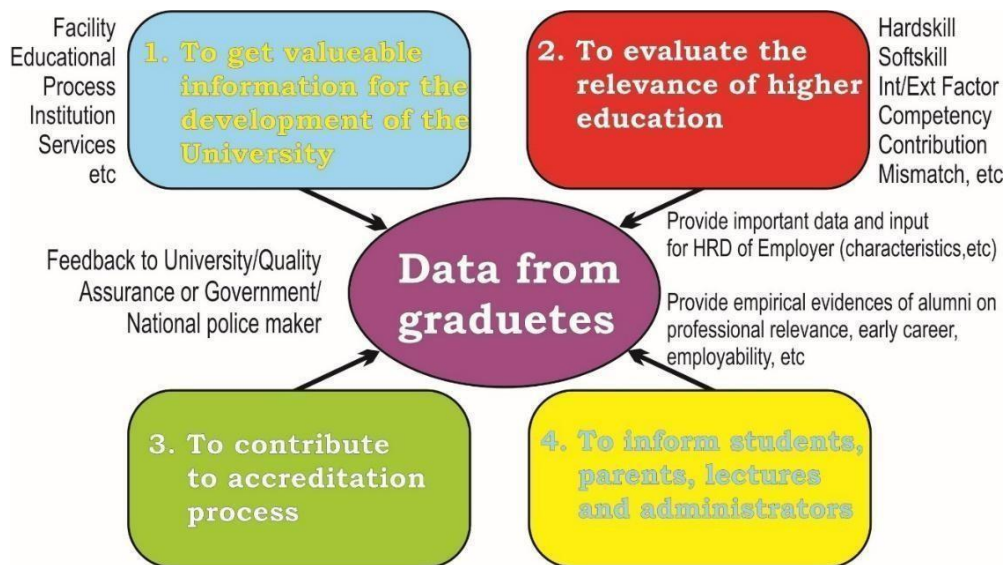 Facility
Educational
Process
Institution
Services
etc
1. To get valueable
information for the
development of the
University
2. To evaluate the
relevance of higher
education
Hardskill
Softskill
Int/Ext Factor
Competency
Contribution
Mismatch, etc
Feedback to University/Quality
Assurance or Government/
National police maker
Data from
graduetes
Provide important data and input
for HRD of Employer (characteristics,etc)
Provide empirical evidences of alumni on
professional relevance, early career,
employability, etc
3. To contribute
to accreditation
process
4. To inform students,
parents, lectures
and administrators